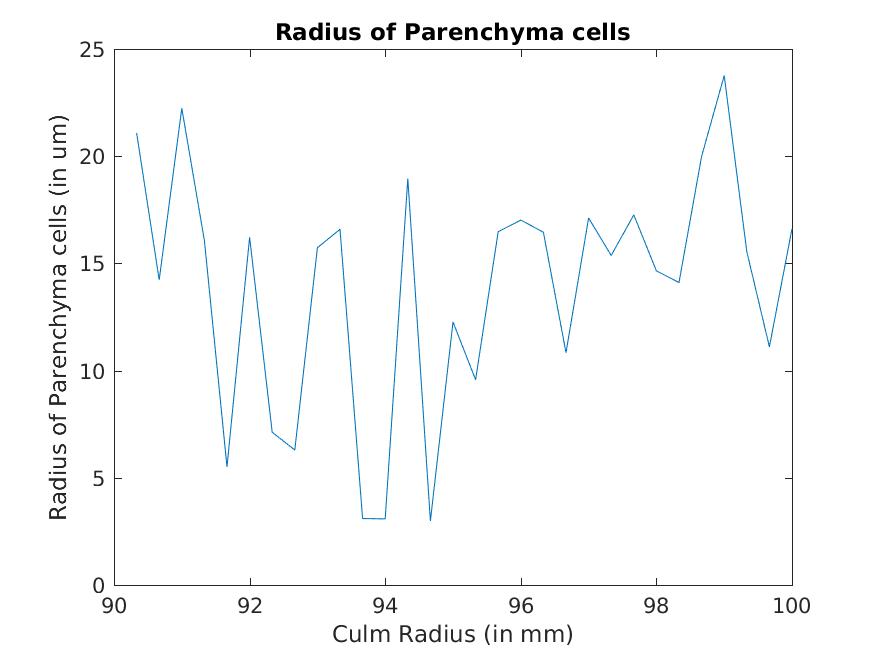 Radius of Parenchyma cells
25
20
15
10
5
0
Radius of Parenchyma cells (in um)
90 92 94 96 98 100
Culm Radius (in mm)